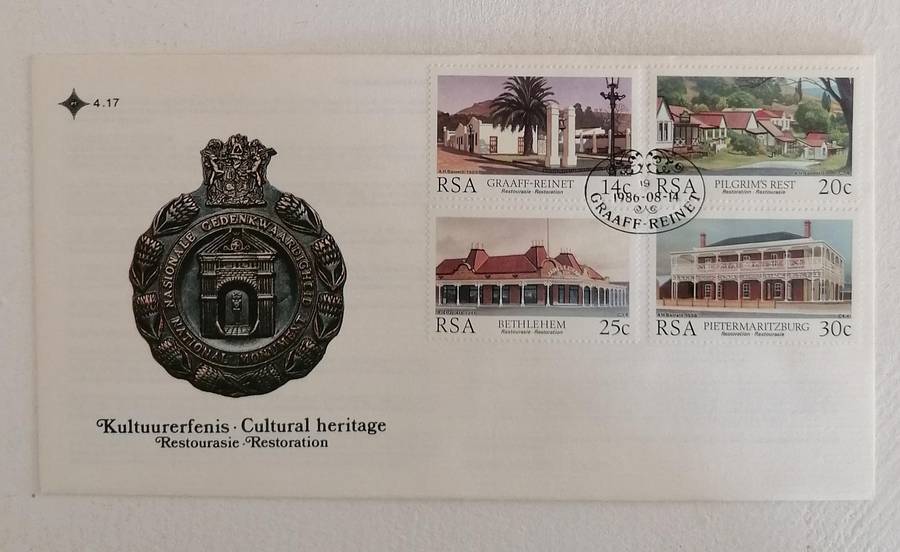 4.17
NASIONALE GEDENKWAARDIGHEID
NATIONAL MONUMENT
Kultuurerfenis · Cultural heritage
Restourasie · Restoration
RSA GRAAFF-REINET 14c
Restourasie · Restoration
RSA PILGRIM'S REST 20c
Restourasie · Restoration
19
1986-08-14
GRAAFF-REINET
RSA BETHLEHEM 25c
Restourasie · Restoration
RSA PIETERMARITZBURG 30c
Restourasie · Restoration